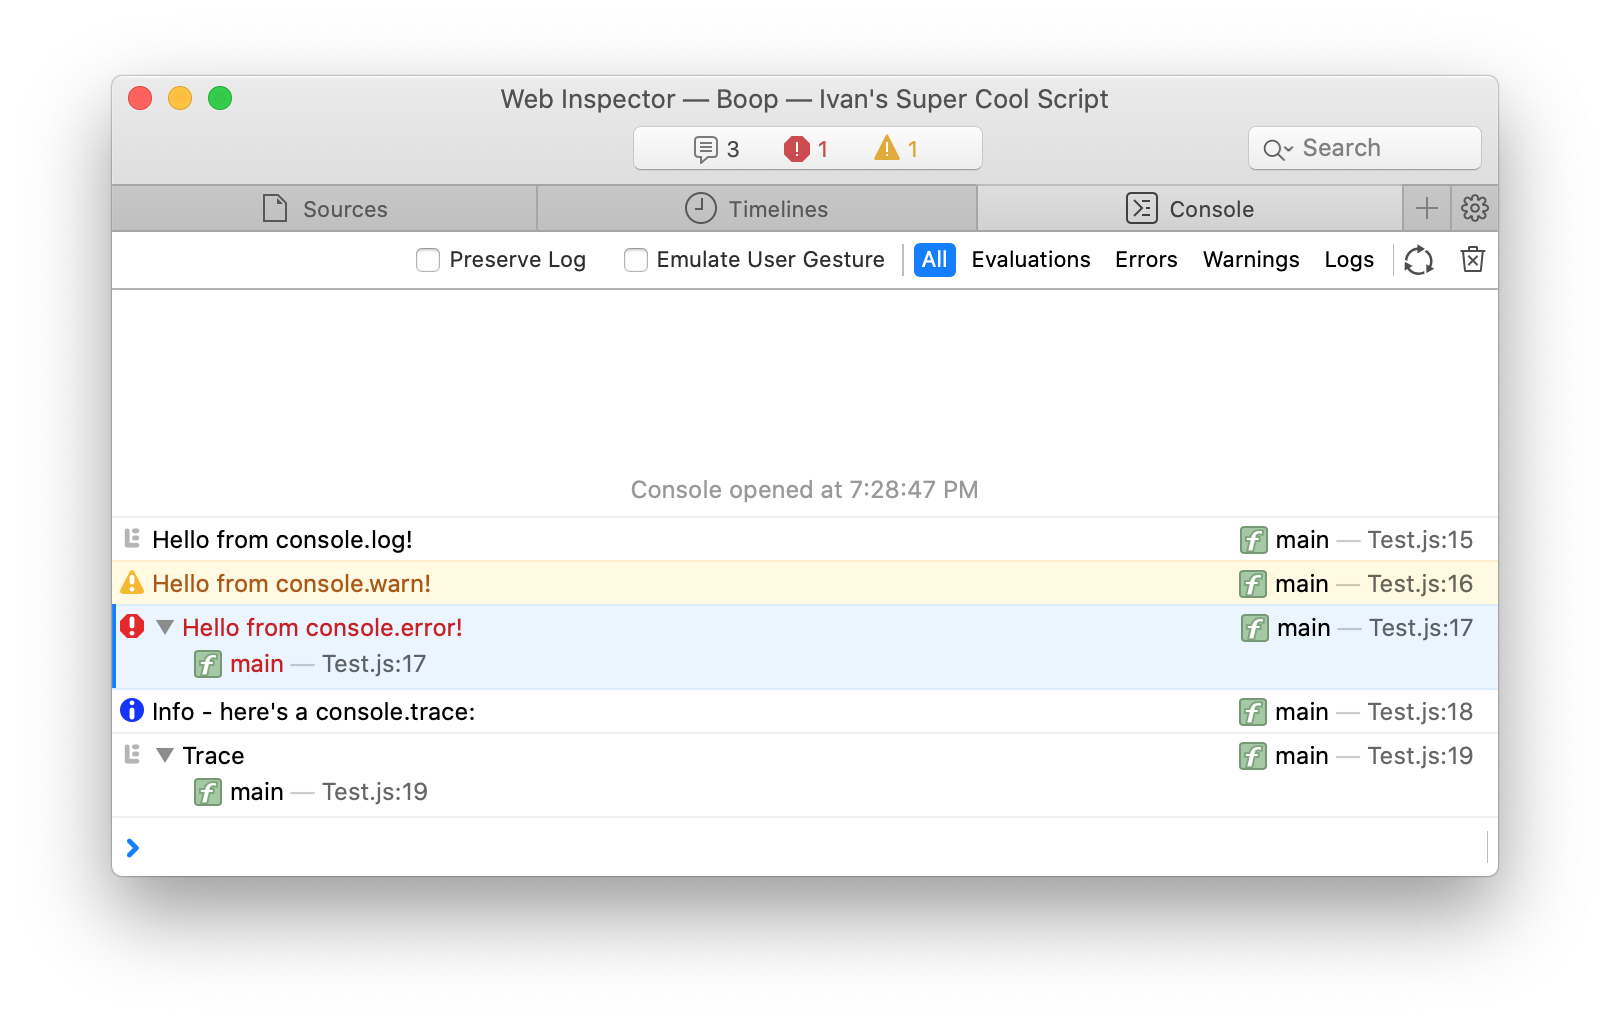 Web Inspector — Boop — Ivan's Super Cool Script
3 1 1 Search
Sources Timelines Console
Preserve Log Emulate User Gesture All Evaluations Errors Warnings Logs
Console opened at 7:28:47 PM
Hello from console.log! f main — Test.js:15
Hello from console.warn! f main — Test.js:16
Hello from console.error! f main — Test.js:17
f main — Test.js:17
Info - here's a console.trace: f main — Test.js:18
Trace f main — Test.js:19
f main — Test.js:19